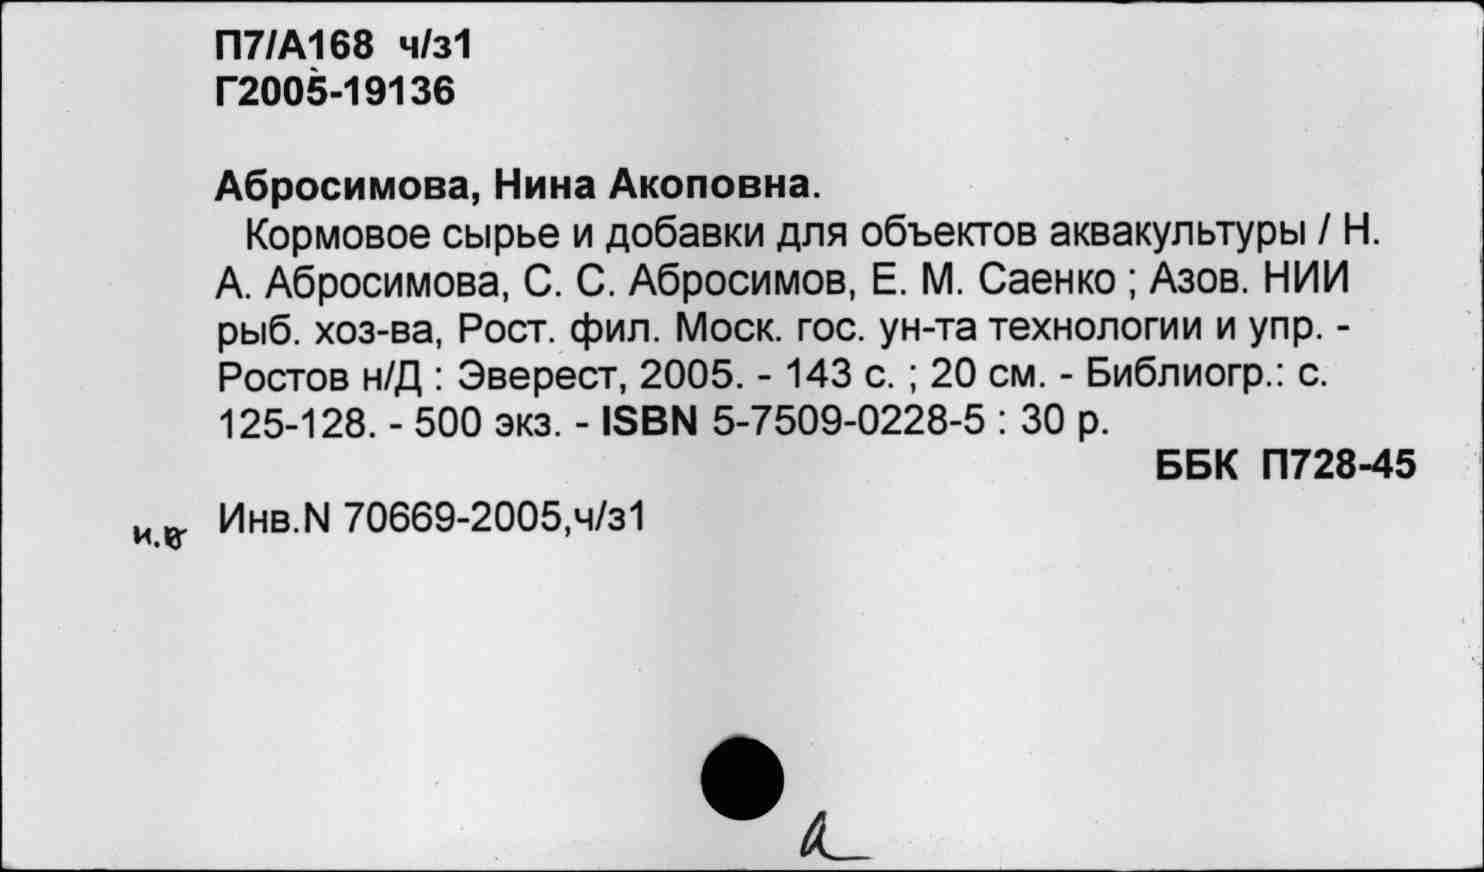 П7/А168 ч/з1
Г2005-19136
Абросимова, Нина Акоповна.
Кормовое сырье и добавки для объектов аквакультуры / Н.
А. Абросимова, С. С. Абросимов, Е. М. Саенко ; Азов. НИИ
рыб. хоз-ва, Рост. фил. Моск. гос. ун-та технологии и упр. -
Ростов н/Д : Эверест, 2005. - 143 с. ; 20 см. - Библиогр.: с.
125-128. - 500 экз. - ISBN 5-7509-0228-5 : 30 р.
ББК П728-45
Инв.N 70669-2005,ч/з1
а